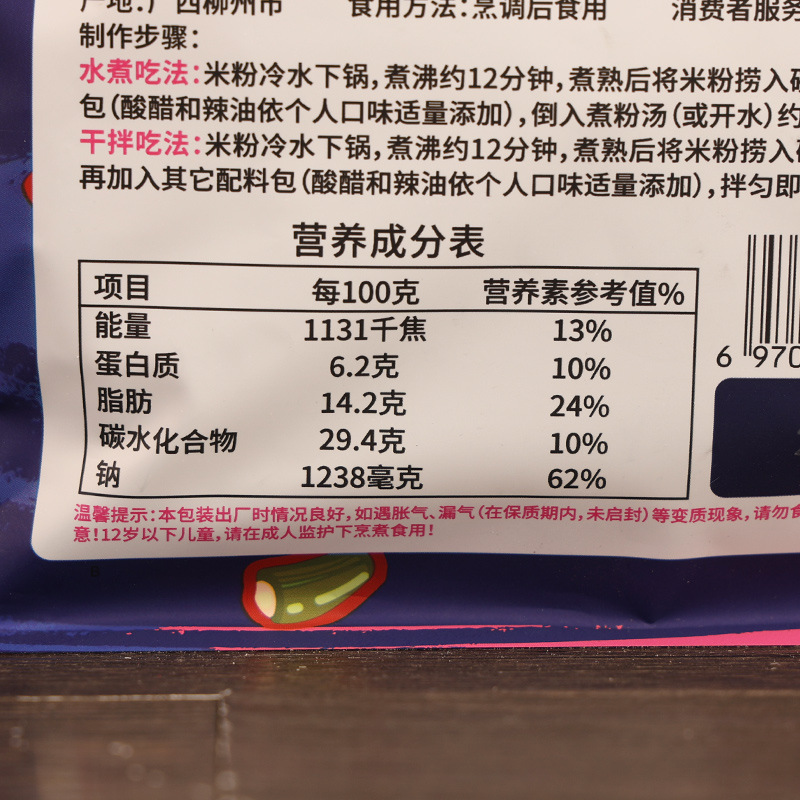 产地：广西柳州市 食用方法：烹调后食用 消费者服务
制作步骤：
水煮吃法：米粉冷水下锅，煮沸约12分钟，煮熟后将米粉捞入
包（酸醋和辣油依个人口味适量添加），倒入煮粉汤（或开水）约
干拌吃法：米粉冷水下锅，煮沸约12分钟，煮熟后将米粉捞入
再加入其它配料包（酸醋和辣油依个人口味适量添加），拌匀即
营养成分表
项目 每100克 营养素参考值%
能量 1131千焦 13%
蛋白质 6.2克 10%
脂肪 14.2克 24%
碳水化合物 29.4克 10%
钠 1238毫克 62%
6 970
温馨提示：本包装出厂时情况良好，如遇胀气、漏气（在保质期内，未启封）等变质现象，请勿食
意！12岁以下儿童，请在成人监护下烹煮食用！